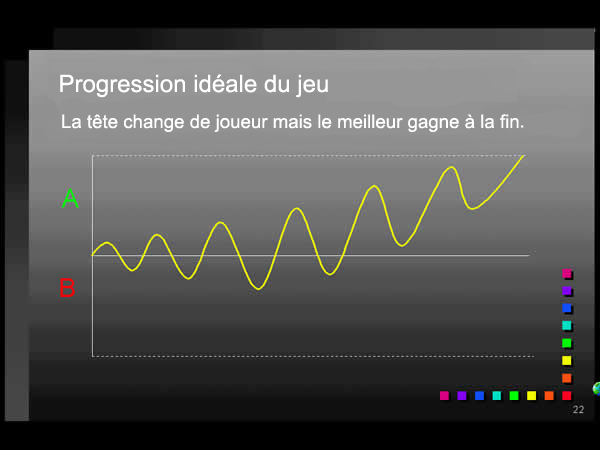 Progression idéale du jeu
La tête change de joueur mais le meilleur gagne à la fin.
A
B
22